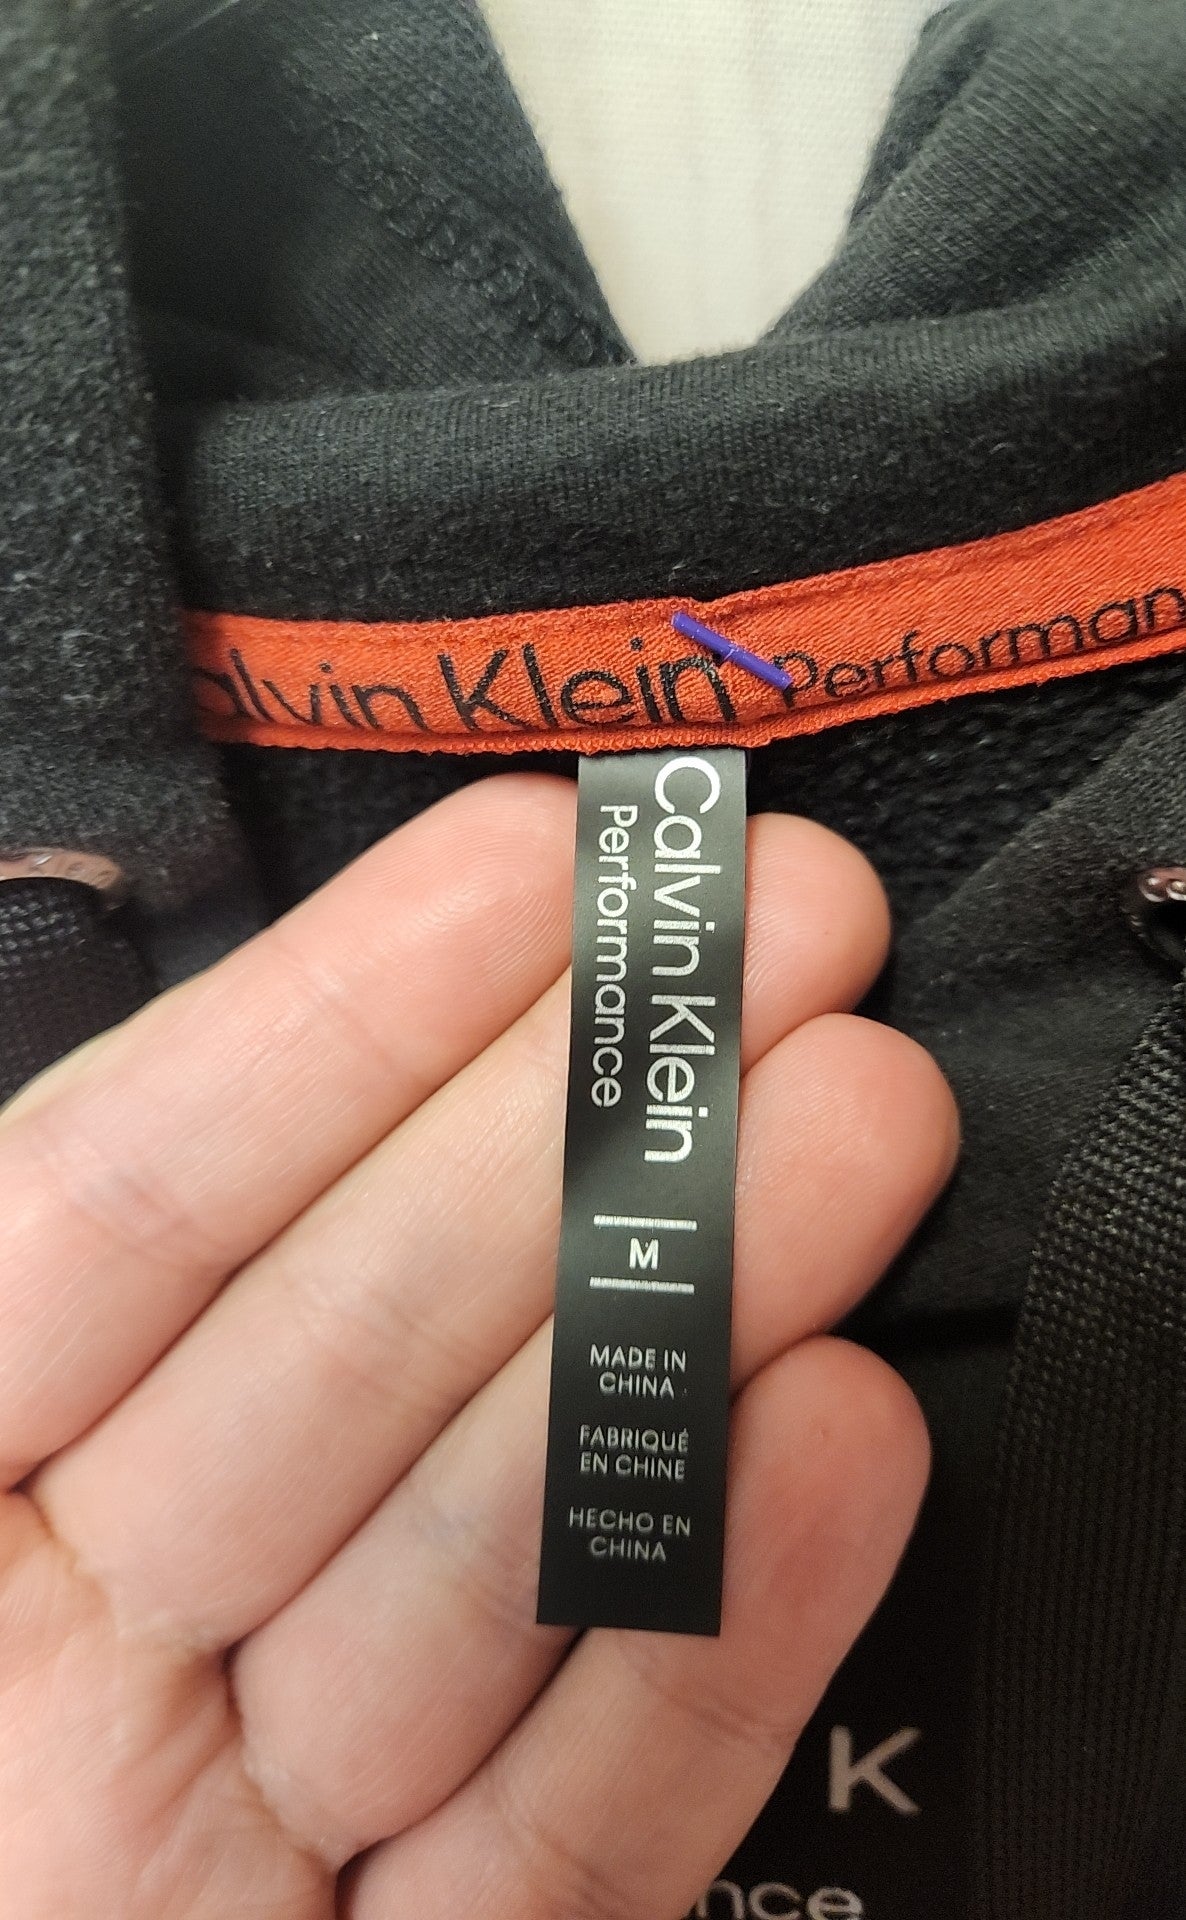 alvin Klein Performan
Calvin Klein
Performance
M
MADE IN
CHINA
FABRIQUÉ
EN CHINE
HECHO EN
CHINA
K
nce